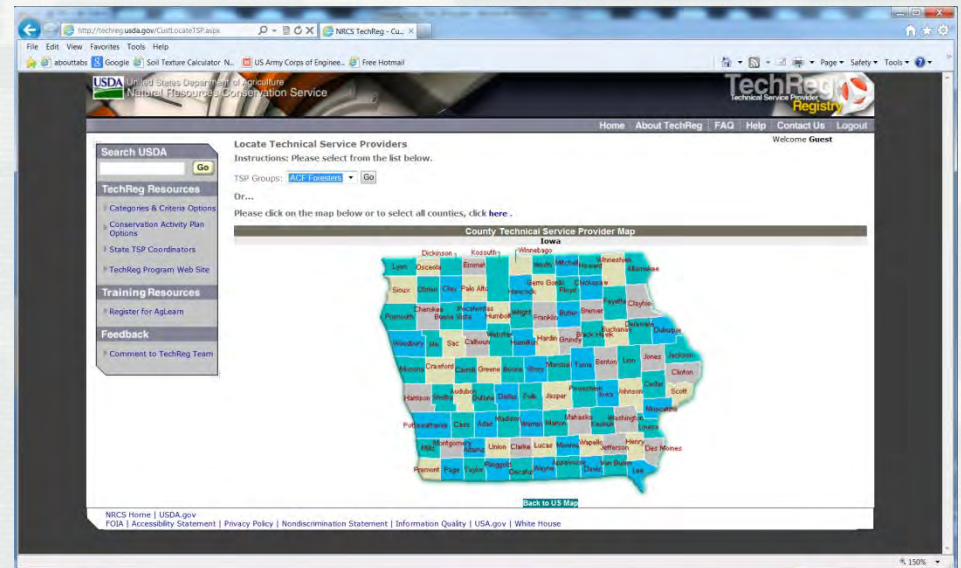 http://techreg.usda.gov/CustLocateTSP.aspx
NRCS TechReg - Cu...
File Edit View Favorites Tools Help
abouttabs Google Soil Texture Calculator N... US Army Corps of Enginee... Free Hotmail
Page Safety Tools
USDA United States Department of Agriculture
Natural Resources Conservation Service
TechReg
Technical Service Provider
Registry
Home About TechReg FAQ Help Contact Us Logout
Welcome Guest
Search USDA
Go
TechReg Resources
Categories & Criteria Options
Conservation Activity Plan
Options
State TSP Coordinators
TechReg Program Web Site
Training Resources
Register for AgLearn
Feedback
Comment to TechReg Team
Locate Technical Service Providers
Instructions: Please select from the list below.
TSP Groups: ACF Foresters Go
Or...
Please click on the map below or to select all counties, click here .
County Technical Service Provider Map
Iowa
Dickinson Kossuth Winnebago
Lyon Osceola Emmet Worth Mitchell Howard Winneshiek Allamakee
Sioux Obrien Clay Palo Alto Hancock Cerro Gordo Floyd Chickasaw
Plymouth Cherokee Buena Vista Pocahontas Humbolt Wright Franklin Butler Bremer Fayette Clayton
Woodbury Ida Sac Calhoun Webster Hamilton Hardin Grundy Black Hawk Buchanan Delaware Dubuque
Monona Crawford Carroll Greene Boone Story Marshall Tama Benton Linn Jones Jackson
Clinton
Harrison Shelby Audubon Guthrie Dallas Polk Jasper Poweshiek Iowa Johnson Cedar Scott
Muscatine
Pottawattamie Cass Adair Madison Warren Marion Mahaska Keokuk Washington Louisa
Mills Montgomery Adams Union Clarke Lucas Monroe Wapello Jefferson Henry Des Moines
Fremont Page Taylor Ringgold Decatur Wayne Appanoose Davis Van Buren Lee
Back to US Map
NRCS Home | USDA.gov
FOIA | Accessibility Statement | Privacy Policy | Nondiscrimination Statement | Information Quality | USA.gov | White House
150%